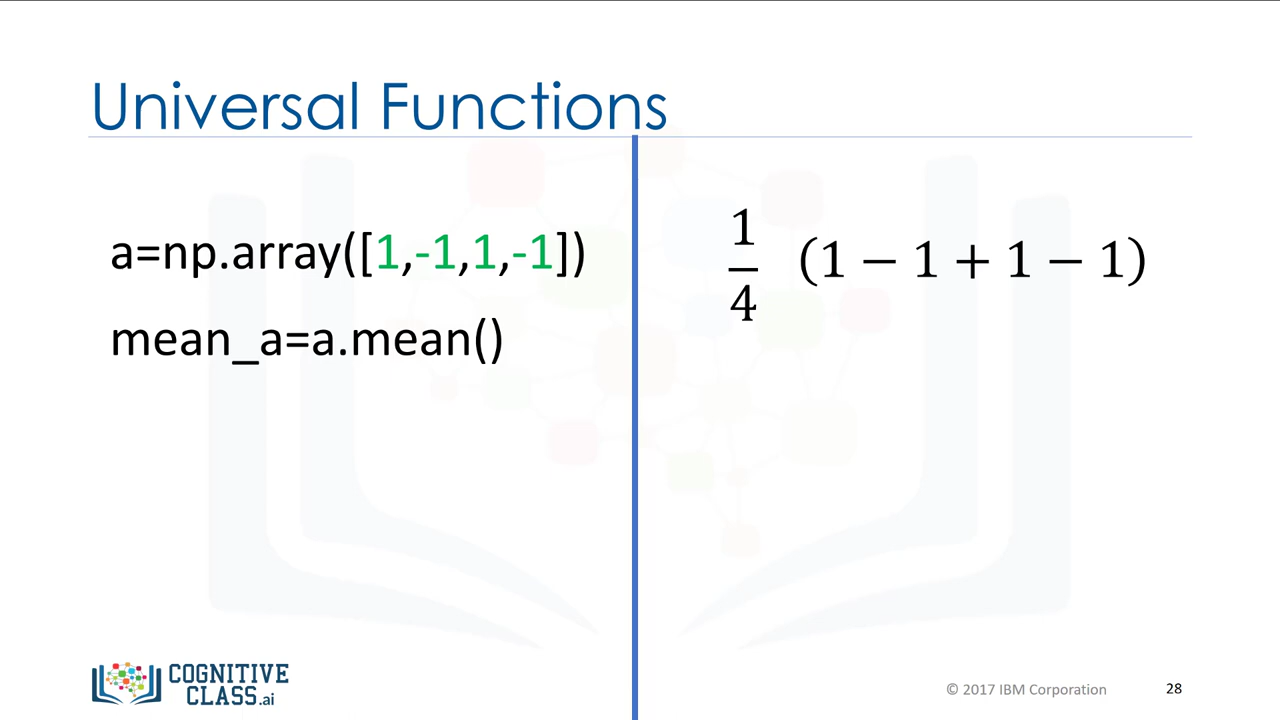 Universal Functions
a=np.array([1,-1,1,-1])
mean_a=a.mean()
1
4
(1 − 1 + 1 − 1)
COGNITIVE
CLASS.ai
© 2017 IBM Corporation
28